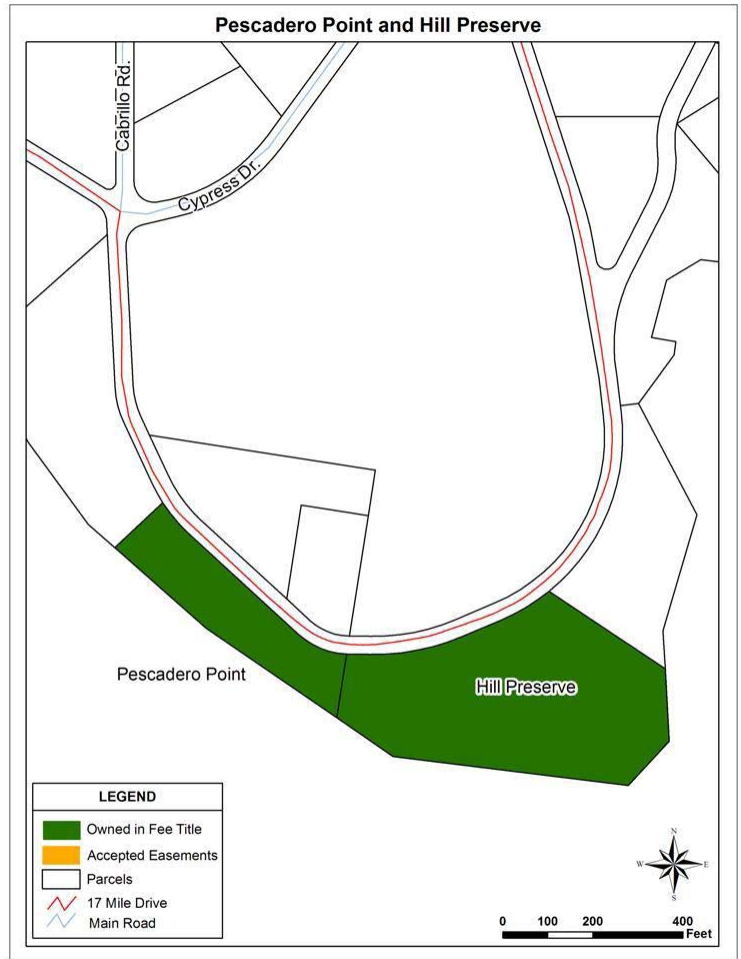 Pescadero Point and Hill Preserve
Cabrillo Rd.
Cypress Dr.
Pescadero Point
Hill Preserve
LEGEND
Owned in Fee Title
Accepted Easements
Parcels
17 Mile Drive
Main Road
N
W E
S
0 100 200 400
Feet